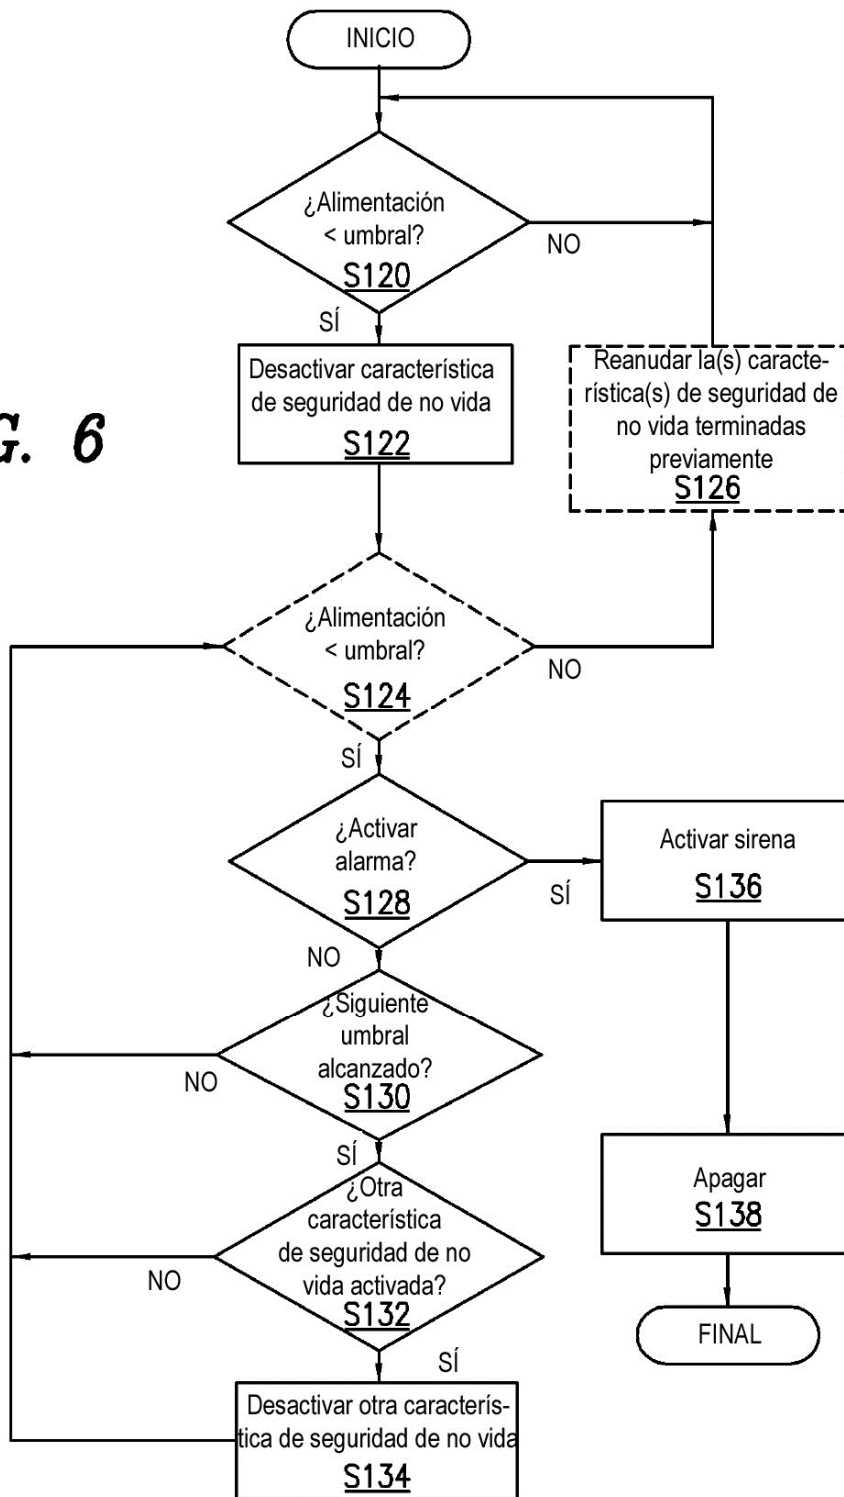 INICIO
¿Alimentación
< umbral?
S120
NO
SÍ
Desactivar característica
de seguridad de no vida
S122
Reanudar la(s) caracte-
rística(s) de seguridad de
no vida terminadas
previamente
S126
G. 6
¿Alimentación
< umbral?
S124
NO
SÍ
¿Activar
alarma?
S128
SÍ
NO
Activar sirena
S136
¿Siguiente
umbral
alcanzado?
S130
NO
SÍ
¿Otra
característica
de seguridad de no
vida activada?
S132
NO
SÍ
Apagar
S138
FINAL
Desactivar otra caracterís-
tica de seguridad de no vida
S134